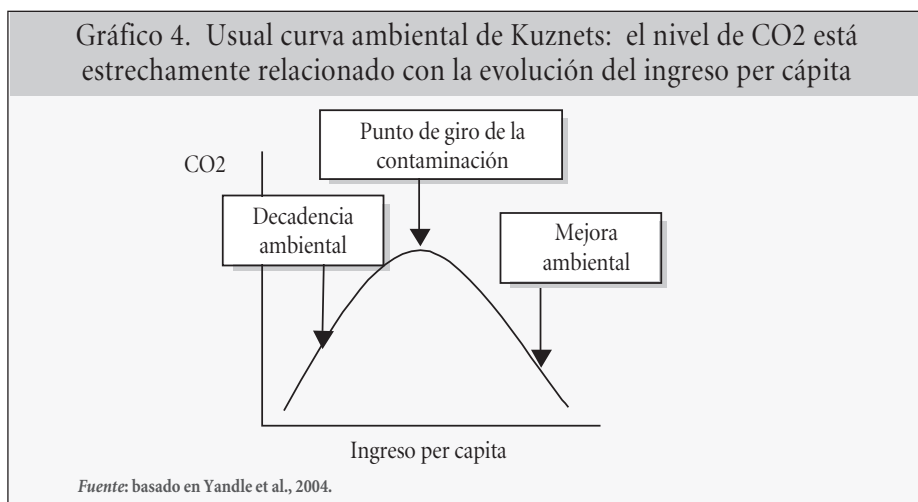 Gráfico 4. Usual curva ambiental de Kuznets: el nivel de CO2 está
estrechamente relacionado con la evolución del ingreso per cápita
Punto de giro de la
contaminación
CO2
Decadencia
ambiental
Mejora
ambiental
Ingreso per capita
Fuente: basado en Yandle et al., 2004.